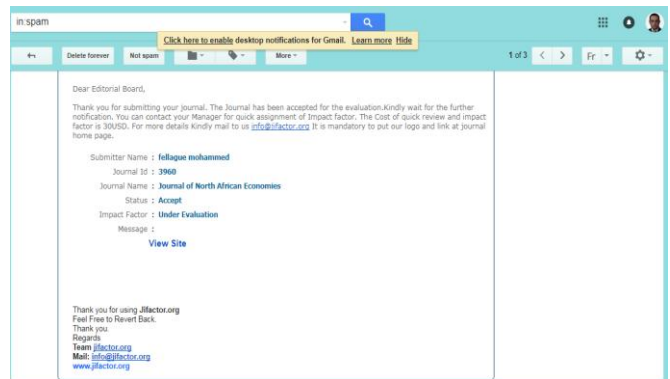 in:spam
Click here to enable desktop notifications for Gmail. Learn more Hide
Delete forever Not spam More 1 of 3 Fr
Dear Editorial Board,
Thank you for submitting your journal. The Journal has been accepted for the evaluation.Kindly wait for the further
notification. You can contact your Manager for quick assignment of Impact factor. The Cost of quick review and impact
factor is 30USD. For more details Kindly mail to us info@jifactor.org It is mandatory to put our logo and link at journal
home page.
Submitter Name : fellague mohammed
Journal Id : 3960
Journal Name : Journal of North African Economies
Status : Accept
Impact Factor : Under Evaluation
Message :
View Site
Thank you for using Jifactor.org
Feel Free to Revert Back.
Thank you.
Regards
Team jifactor.org
Mail: info@jifactor.org
www.jifactor.org